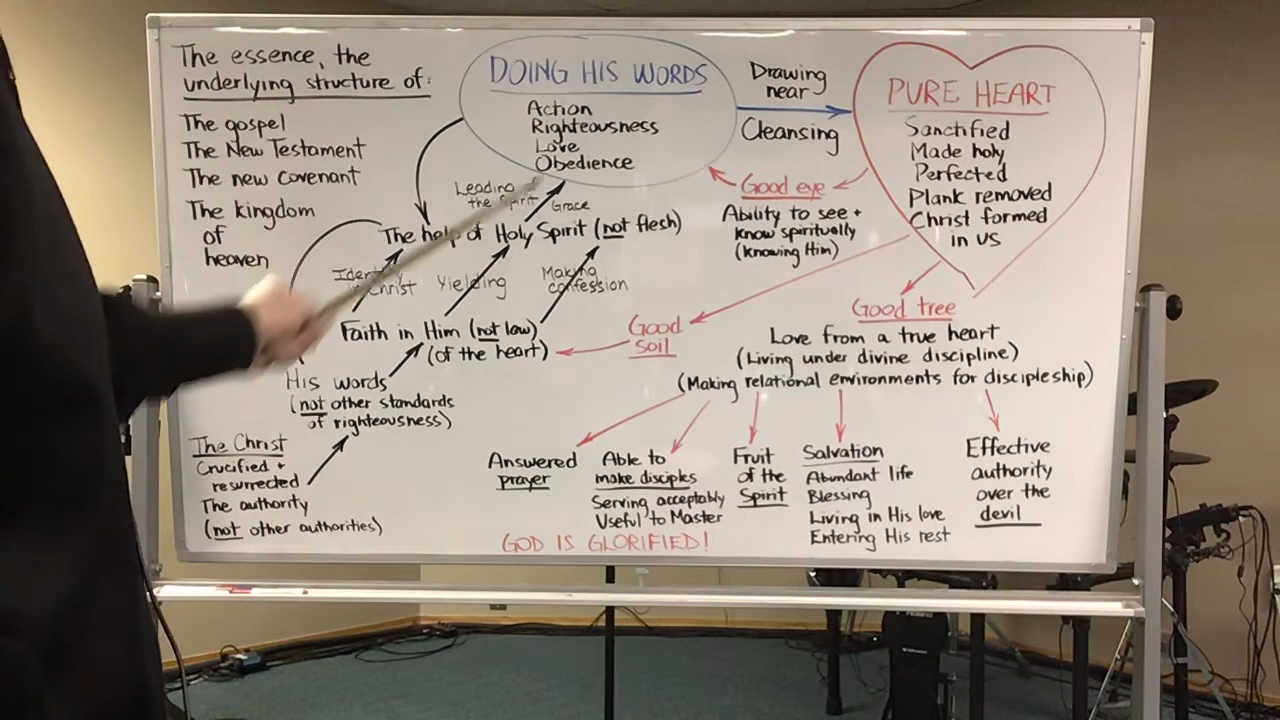 The essence, the
underlying structure of:
The gospel
The New Testament
The new covenant
The kingdom
of
heaven
DOING HIS WORDS
Action
Righteousness
Love
Obedience
Drawing
near
Cleansing
PURE HEART
Sanctified
Made holy
Perfected
Plank removed
Christ formed
in us
Good eye
Ability to see +
know spiritually
(knowing Him)
Leading
the Spirit
Grace
The help of Holy Spirit (not flesh)
Identity
in Christ
Yielding
Making
confession
Faith in Him (not law)
(of the heart)
Good
soil
His words
(not other standards
of righteousness)
The Christ
Crucified +
resurrected
The authority
(not other authorities)
Good tree
Love from a true heart
(Living under divine discipline)
(Making relational environments for discipleship)
Answered
prayer
Able to
make disciples
Serving acceptably
Useful to Master
Fruit
of the
Spirit
Salvation
Abundant life
Blessing
Living in His love
Entering His rest
Effective
authority
over the
devil
GOD IS GLORIFIED!
Roland